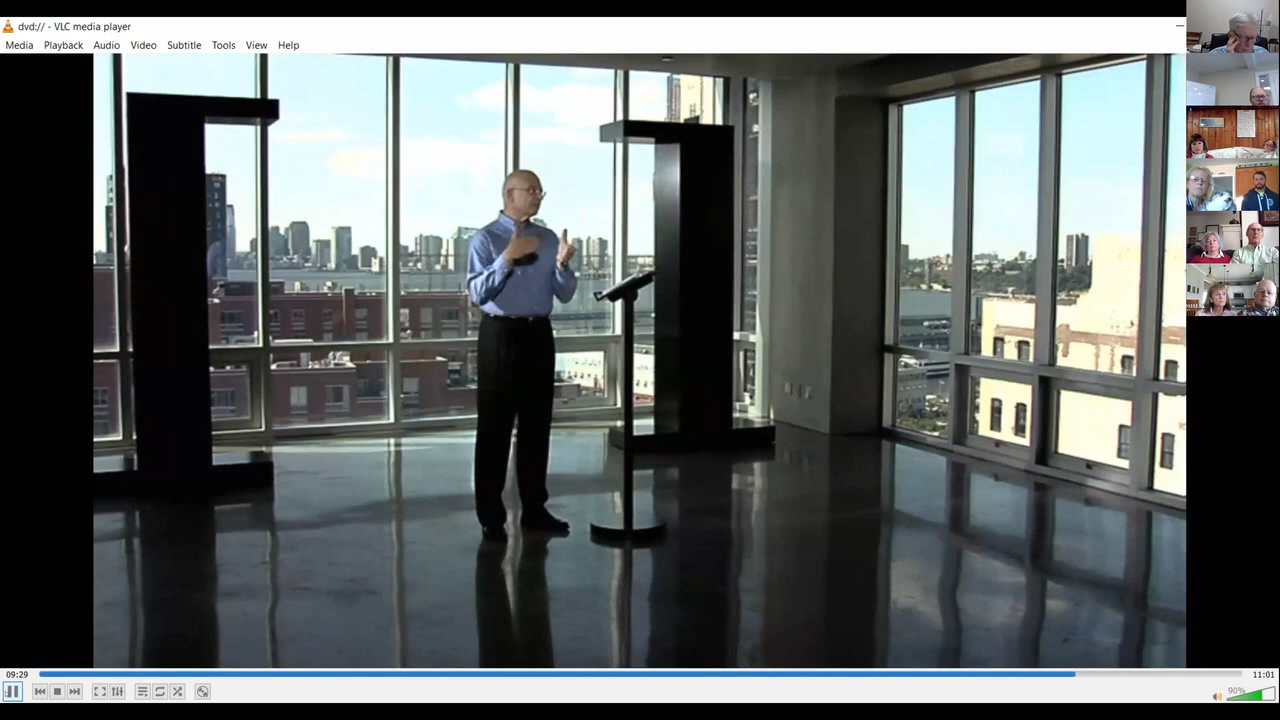 dvd:// - VLC media player
Media Playback Audio Video Subtitle Tools View Help
09:29
11:01
90%